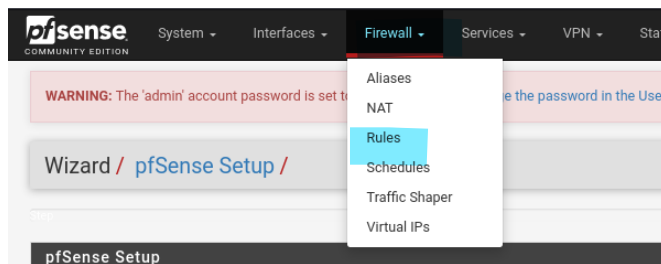 pfsense System Interfaces Firewall Services VPN Sta
COMMUNITY EDITION
WARNING: The 'admin' account password is set t
e the password in the Use
Aliases
NAT
Rules
Schedules
Traffic Shaper
Virtual IPs
Wizard / pfSense Setup /
Step
pfSense Setup